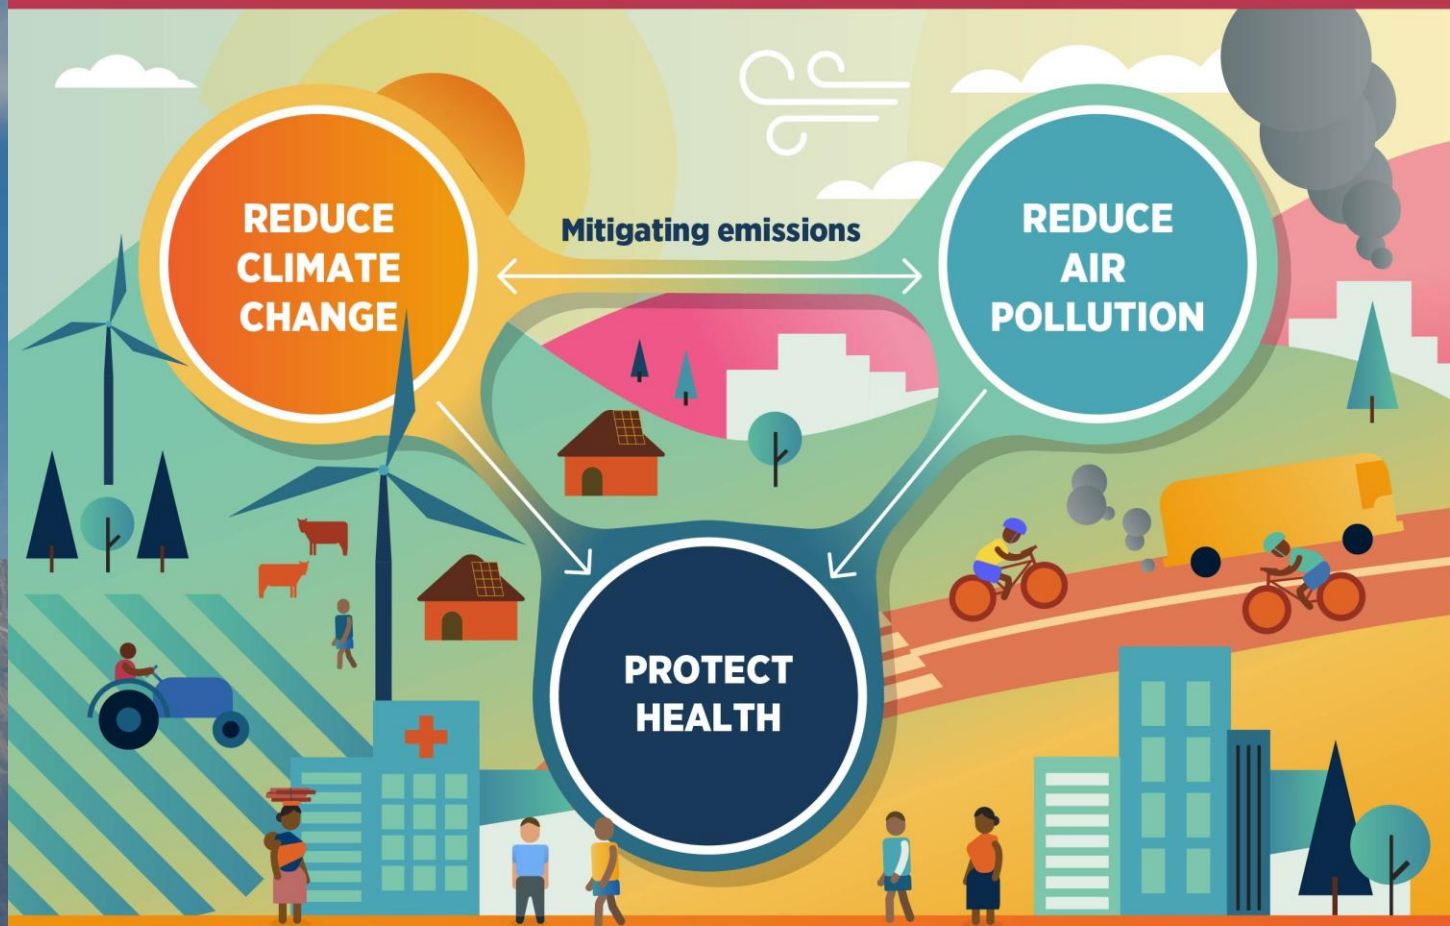 REDUCE
CLIMATE
CHANGE
Mitigating emissions
REDUCE
AIR
POLLUTION
PROTECT
HEALTH